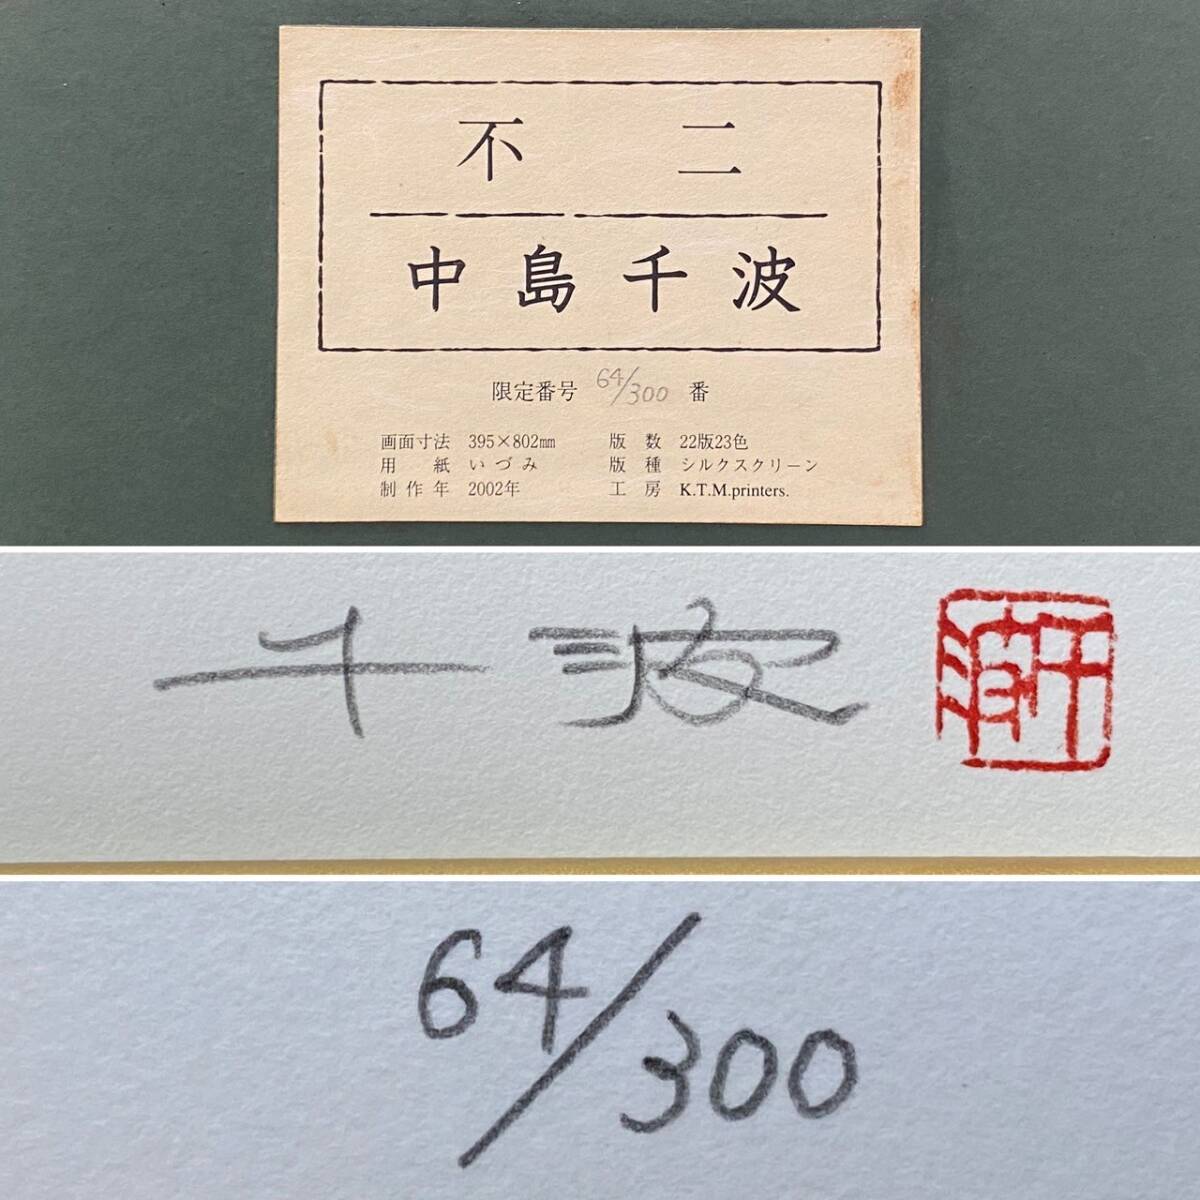 不二
中島千波
限定番号 64/300 番
画面寸法 395×802㎜ 版数 22版23色
用紙 いづみ 版種 シルクスクリーン
制作年 2002年 工房 K.T.M.printers.
千波
千波
64/300